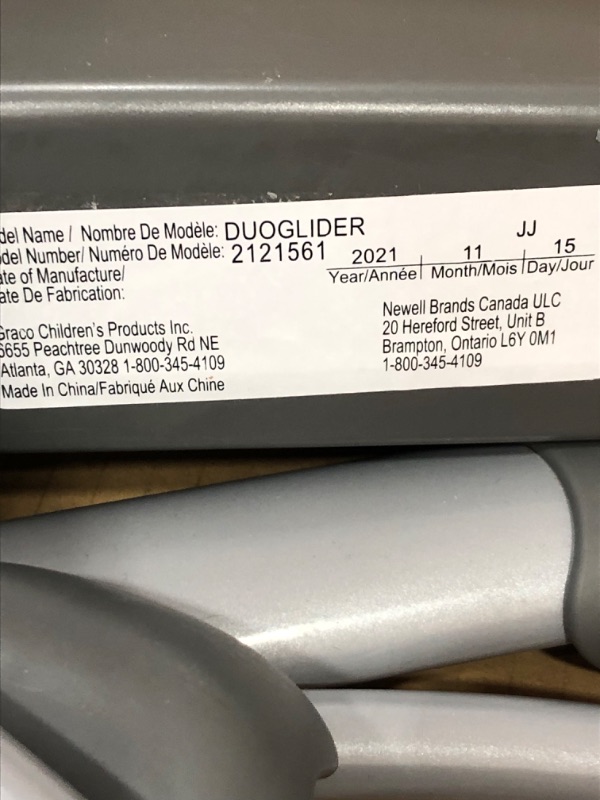 del Name / Nombre De Modèle: DUOGLIDER
del Number/ Numéro De Modèle: 2121561
te of Manufacture/
ate De Fabrication:
JJ
2021 11 15
Year/Année Month/Mois Day/Jour
Graco Children's Products Inc.
6655 Peachtree Dunwoody Rd NE
Atlanta, GA 30328 1-800-345-4109
Made In China/Fabriqué Aux Chine
Newell Brands Canada ULC
20 Hereford Street, Unit B
Brampton, Ontario L6Y 0M1
1-800-345-4109